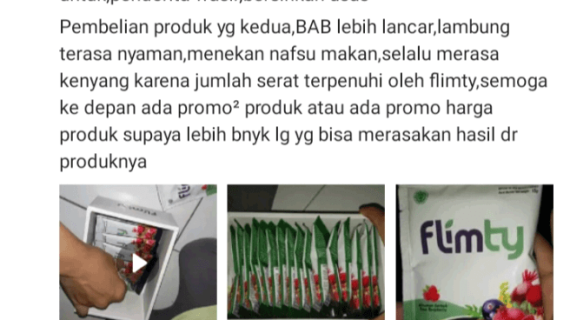 Pembelian produk yg kedua,BAB lebih lancar,lambung
terasa nyaman,menekan nafsu makan,selalu merasa
kenyang karena jumlah serat terpenuhi oleh flimty,semoga
ke depan ada promo² produk atau ada promo harga
produk supaya lebih bnyk lg yg bisa merasakan hasil dr
produknya
flimty